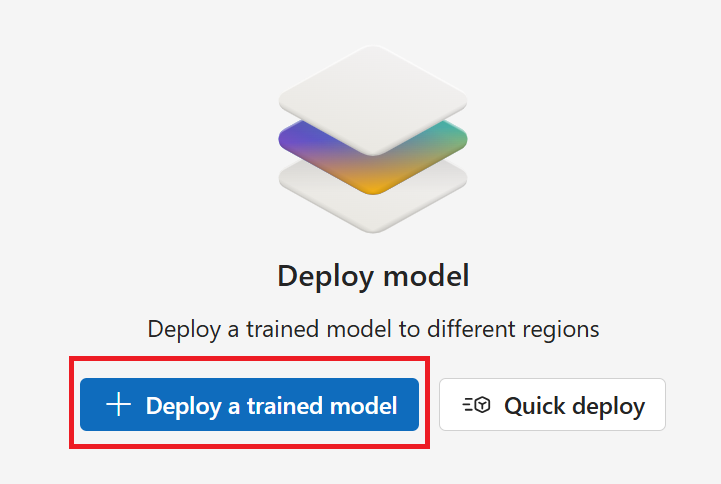 Deploy model
Deploy a trained model to different regions
Deploy a trained model
Quick deploy